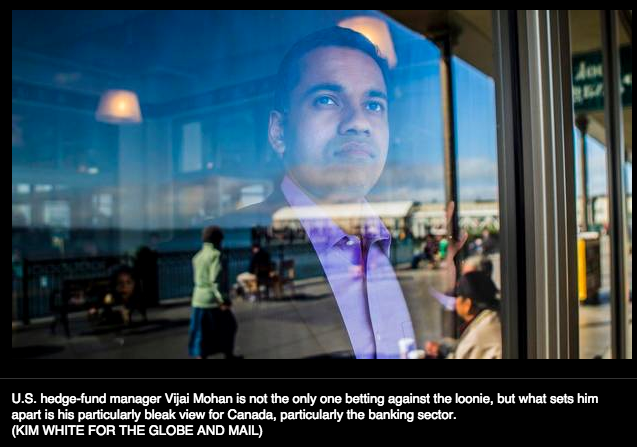 U.S. hedge-fund manager Vijai Mohan is not the only one betting against the loonie, but what sets him
apart is his particularly bleak view for Canada, particularly the banking sector.
(KIM WHITE FOR THE GLOBE AND MAIL)